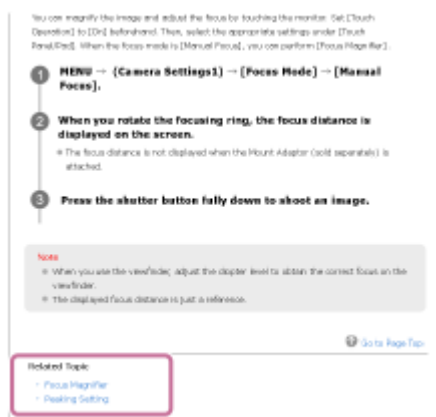 You can magnify the image and adjust the focus by touching the monitor. Set [Touch
Operation] to [On] beforehand. Then, select the appropriate settings under [Touch
Panel/Pad]. When the focus mode is [Manual Focus], you can perform [Focus Magnifier].
1 MENU → (Camera Settings1) → [Focus Mode] → [Manual
Focus].
2 When you rotate the focusing ring, the focus distance is
displayed on the screen.
The focus distance is not displayed when the Mount Adaptor (sold separately) is
attached.
3 Press the shutter button fully down to shoot an image.
Note
When you use the viewfinder, adjust the diopter level to obtain the correct focus on the
viewfinder.
The displayed focus distance is just a reference.
Go to Page Top
Related Topic
Focus Magnifier
Peaking Setting